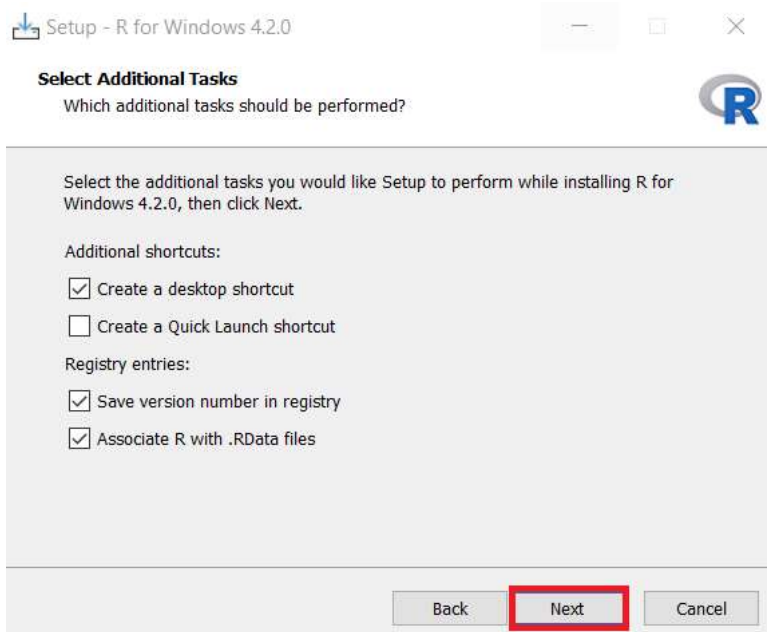 Setup - R for Windows 4.2.0
Select Additional Tasks
Which additional tasks should be performed?
R
Select the additional tasks you would like Setup to perform while installing R for
Windows 4.2.0, then click Next.
Additional shortcuts:
Create a desktop shortcut
Create a Quick Launch shortcut
Registry entries:
Save version number in registry
Associate R with .RData files
Back Next Cancel